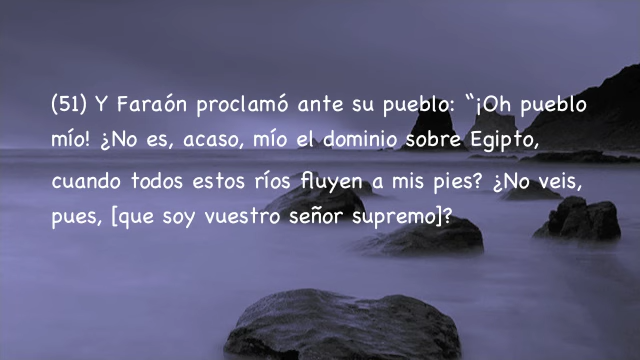 (51) Y Faraón proclamó ante su pueblo: “¡Oh pueblo
mío! ¿No es, acaso, mío el dominio sobre Egipto,
cuando todos estos ríos fluyen a mis pies? ¿No veis,
pues, [que soy vuestro señor supremo]?